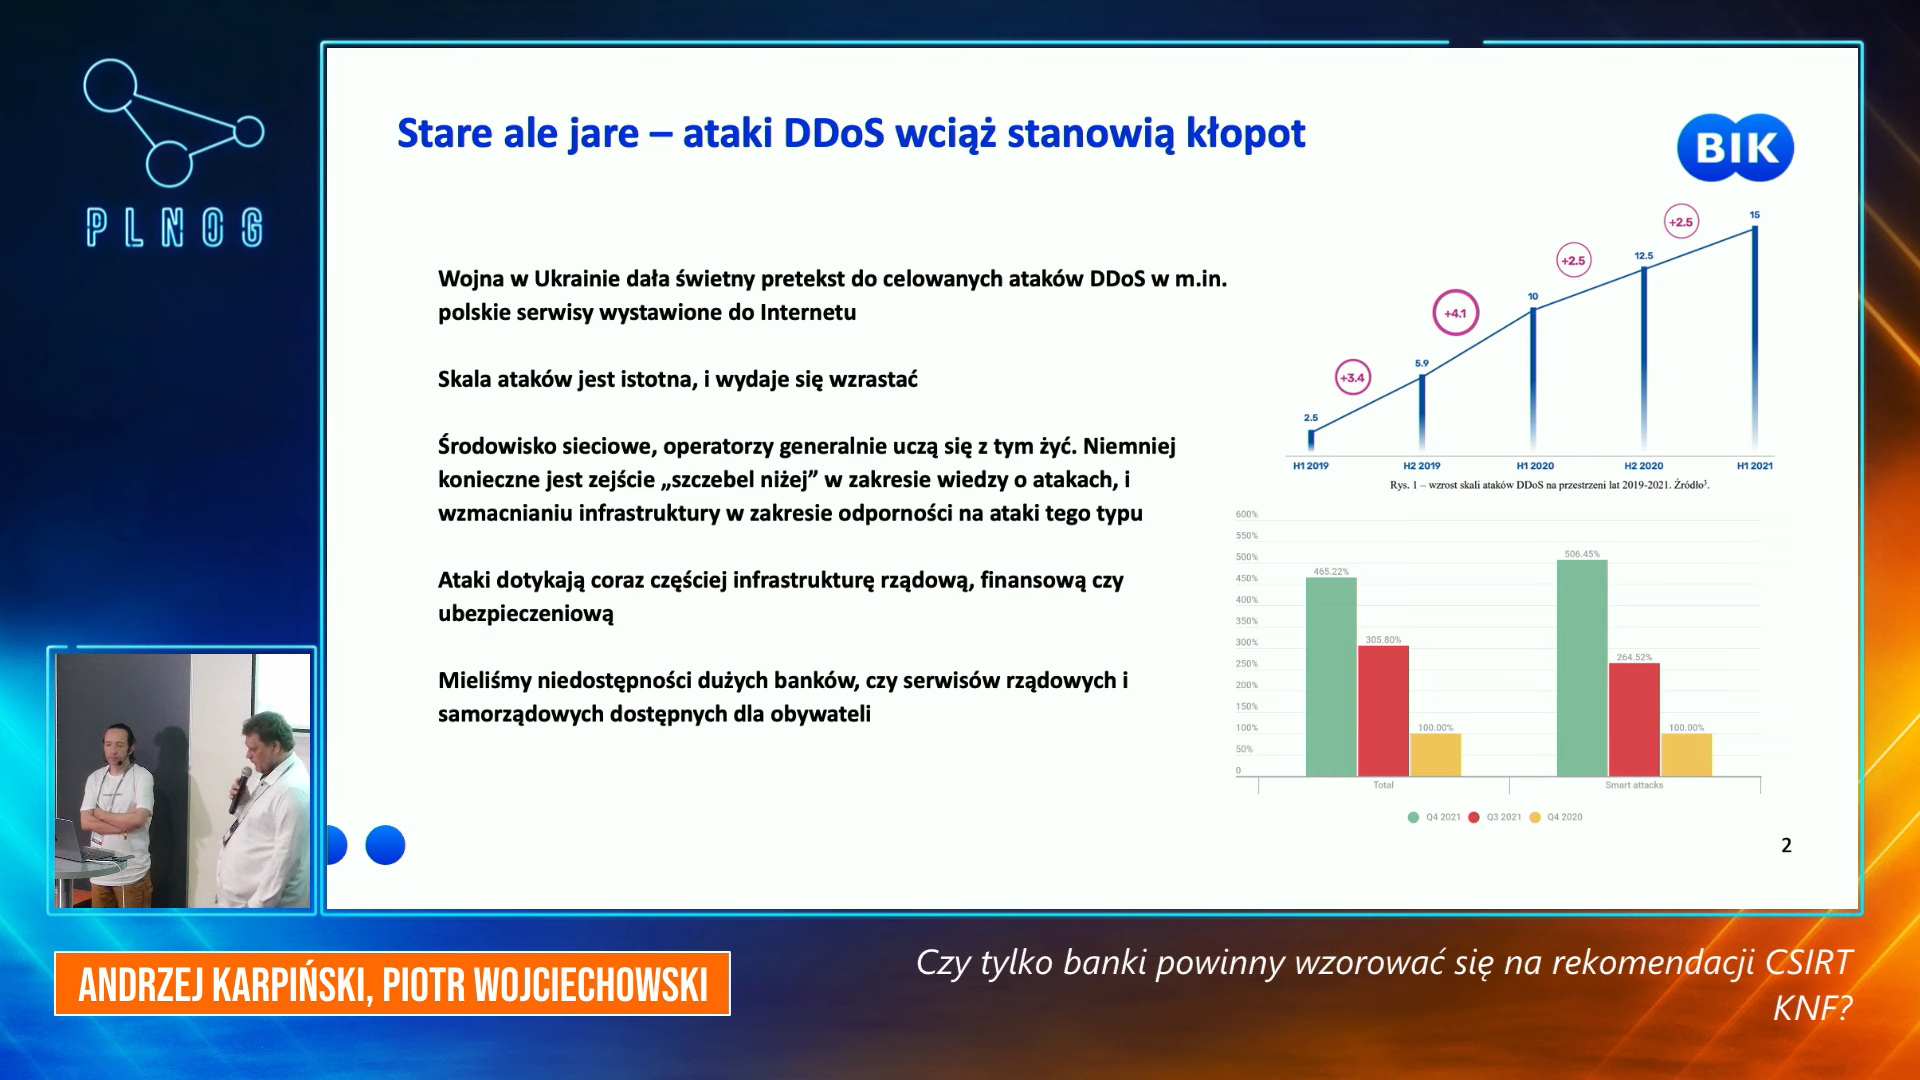 PLNOG
Stare ale jare – ataki DDoS wciąż stanowią kłopot
BIK
Wojna w Ukrainie dała świetny pretekst do celowanych ataków DDoS w m.in.
polskie serwisy wystawione do Internetu
Skala ataków jest istotna, i wydaje się wzrastać
Środowisko sieciowe, operatorzy generalnie uczą się z tym żyć. Niemniej
konieczne jest zejście „szczebel niżej” w zakresie wiedzy o atakach, i
wzmacnianiu infrastruktury w zakresie odporności na ataki tego typu
Ataki dotykają coraz częściej infrastrukturę rządową, finansową czy
ubezpieczeniową
Mieliśmy niedostępności dużych banków, czy serwisów rządowych i
samorządowych dostępnych dla obywateli
2.5
+3.4
5.9
+4.1
10
+2.5
12.5
+2.5
15
H1 2019
H2 2019
H1 2020
H2 2020
H1 2021
Rys. 1 – wzrost skali ataków DDoS na przestrzeni lat 2019-2021. Źródło³.
600%
550%
500%
450%
400%
350%
300%
250%
200%
150%
100%
50%
0
465.22%
305.80%
100.00%
506.45%
264.52%
100.00%
Total
Smart attacks
Q4 2021
Q3 2021
Q4 2020
2
ANDRZEJ KARPIŃSKI, PIOTR WOJCIECHOWSKI
Czy tylko banki powinny wzorować się na rekomendacji CSIRT
KNF?